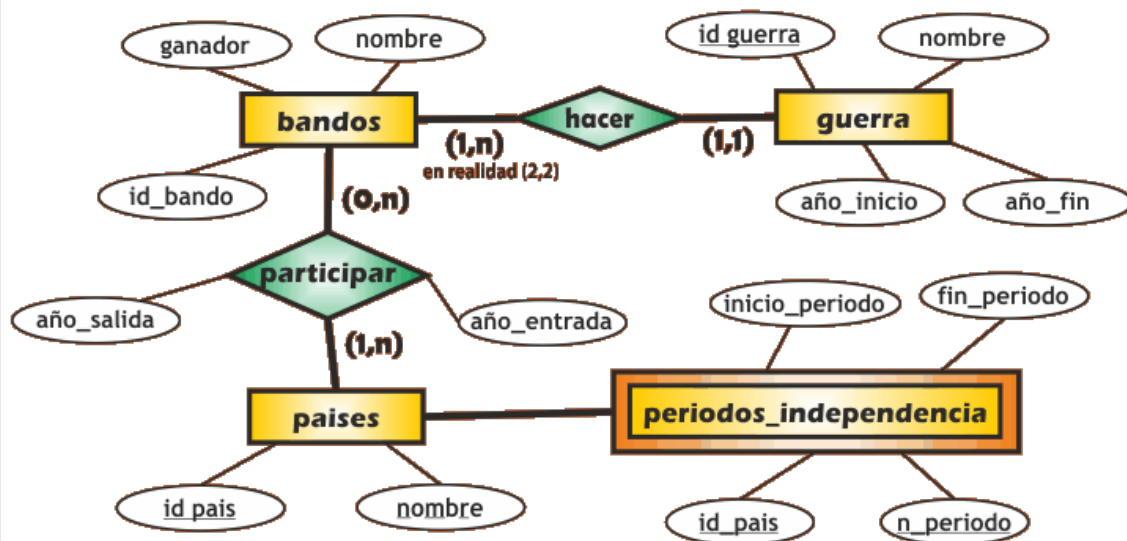 ganador
nombre
id guerra
nombre
bandos
hacer
guerra
(1,n)
en realidad (2,2)
(1,1)
id_bando
(0,n)
año_inicio
año_fin
participar
año_salida
año_entrada
inicio_periodo
fin_periodo
(1,n)
paises
periodos_independencia
id pais
nombre
id_pais
n_periodo